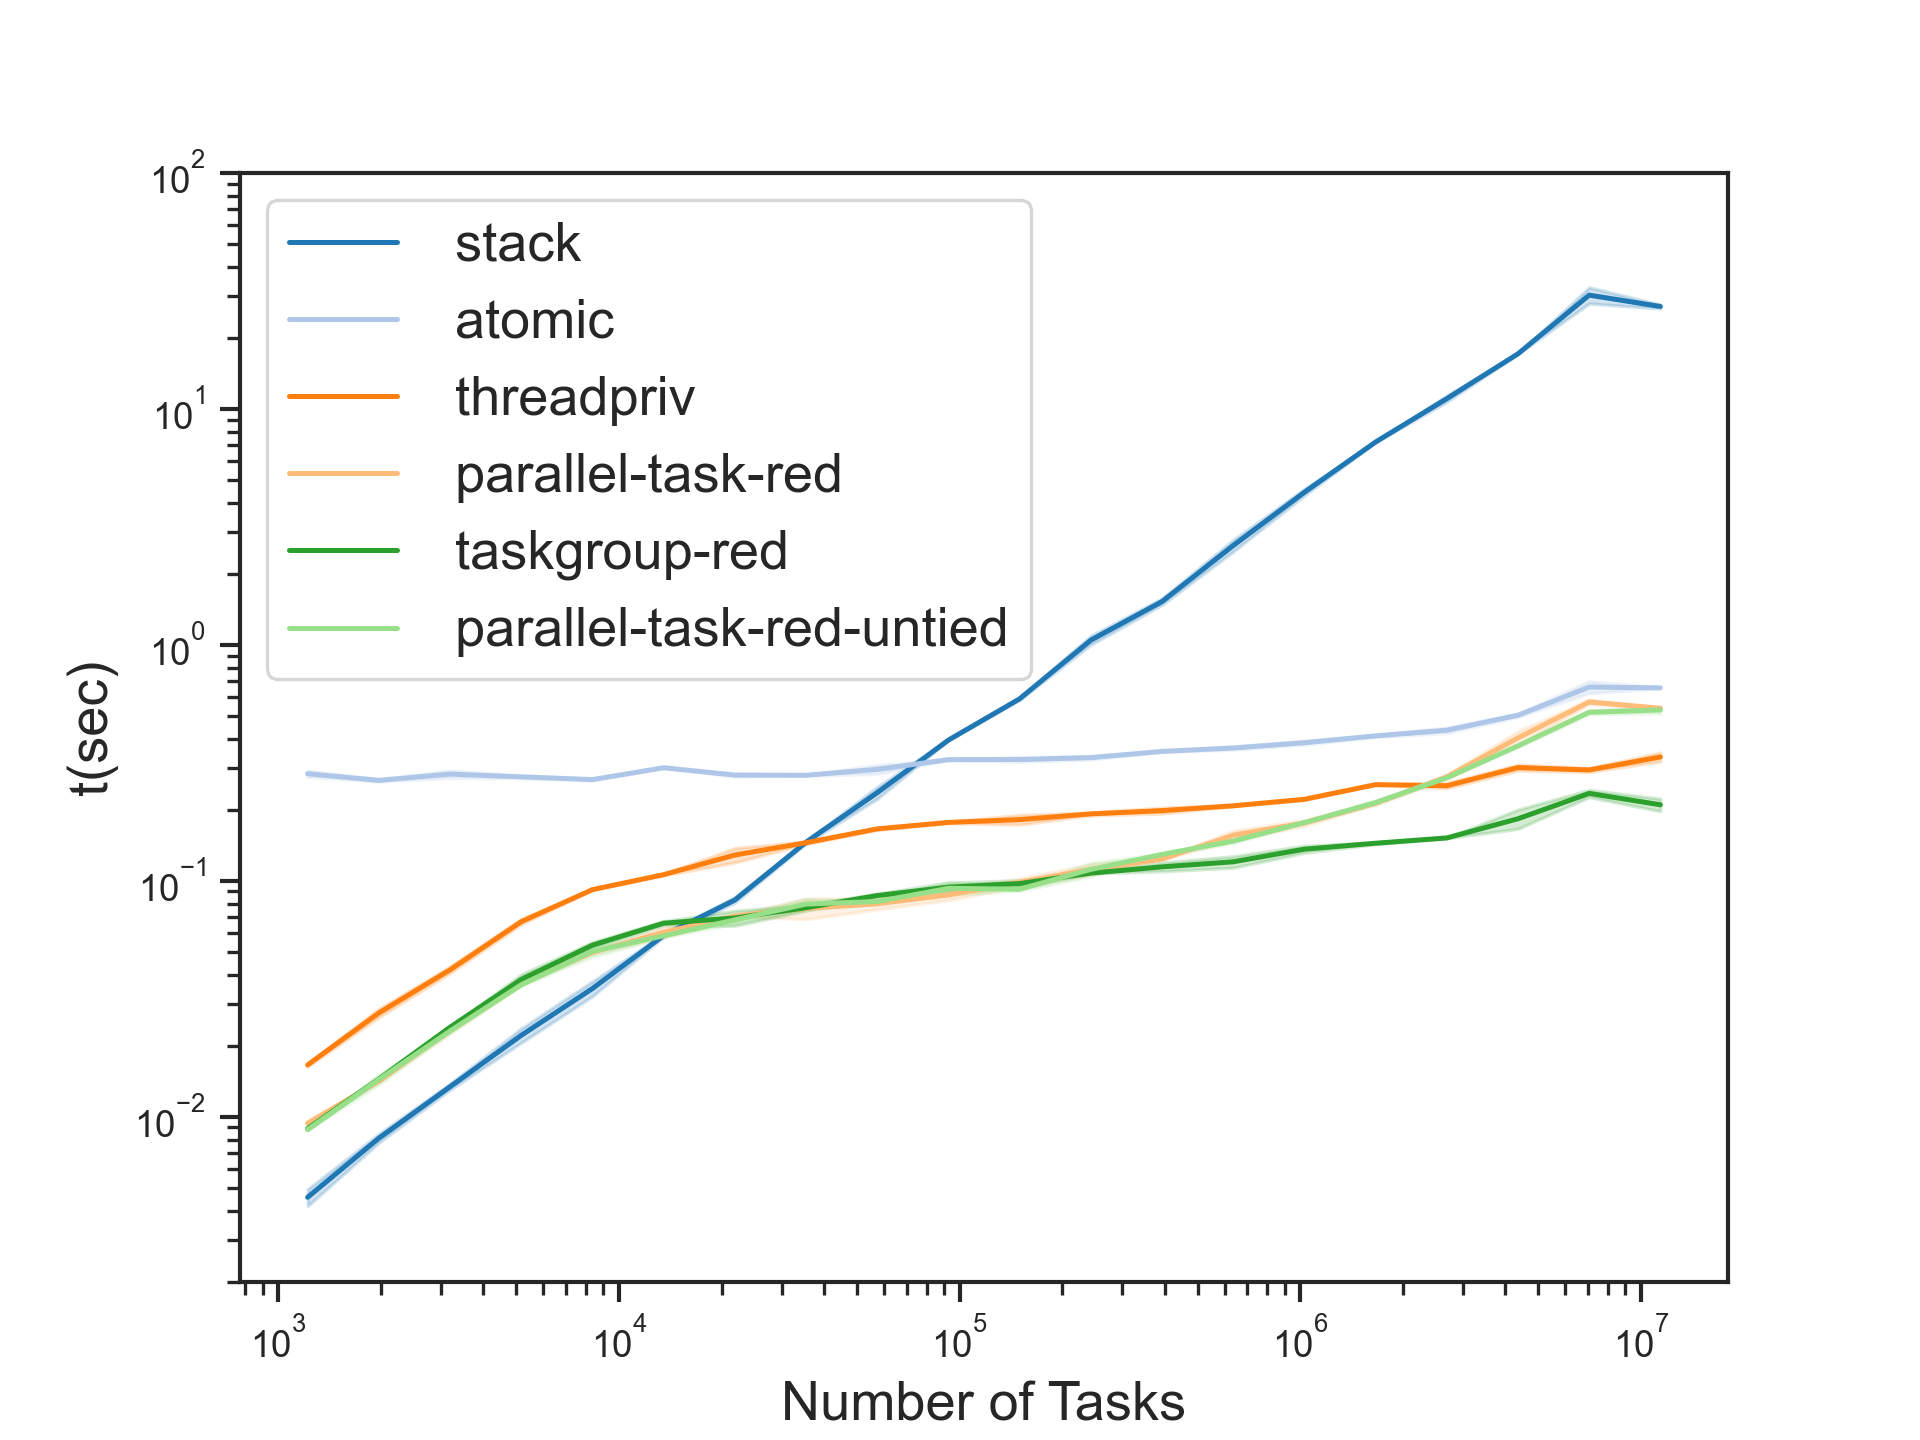 10²
10¹
10⁰
10⁻¹
10⁻²
t(sec)
stack
atomic
threadpriv
parallel-task-red
taskgroup-red
parallel-task-red-untied
10³ 10⁴ 10⁵ 10⁶ 10⁷
Number of Tasks